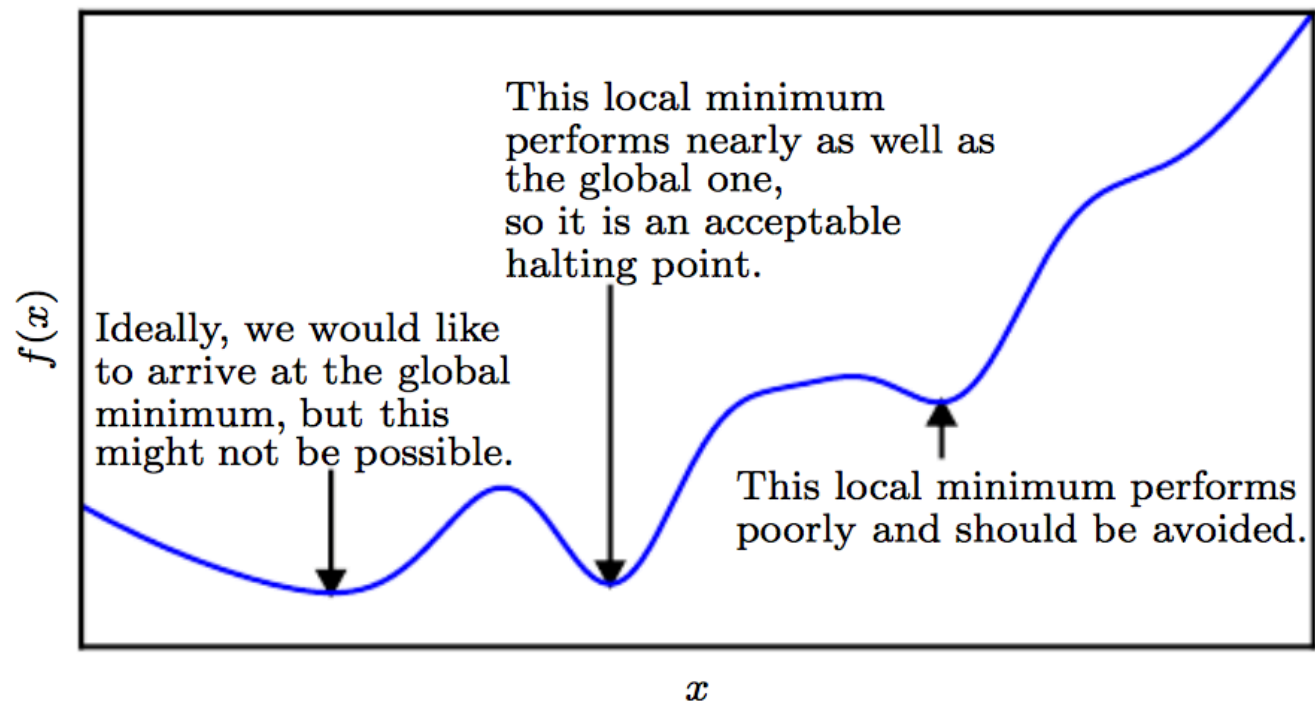 This local minimum
performs nearly as well as
the global one,
so it is an acceptable
halting point.
Ideally, we would like
to arrive at the global
minimum, but this
might not be possible.
This local minimum performs
poorly and should be avoided.
f(x)
x